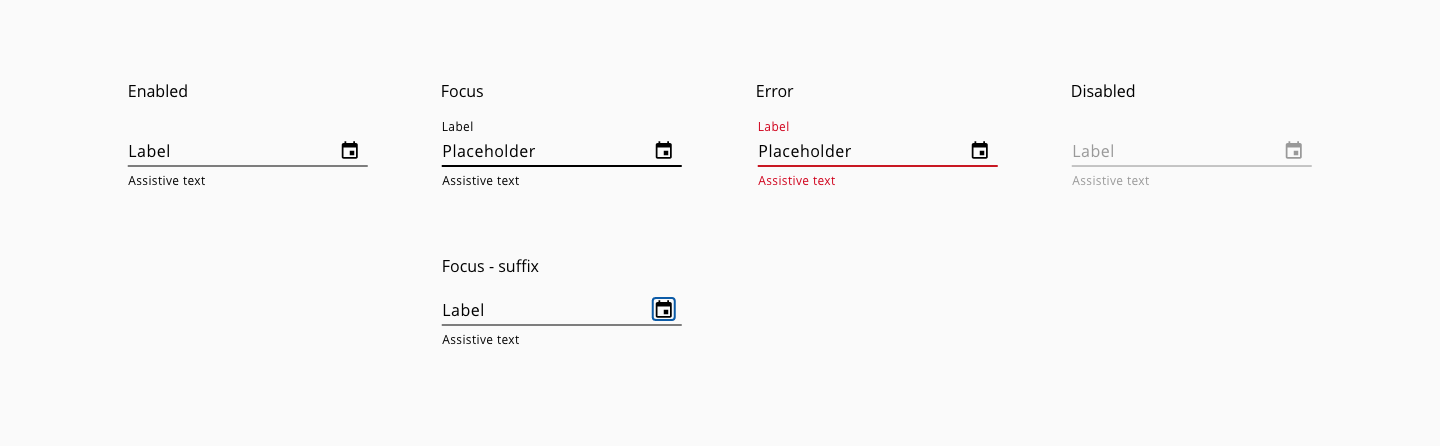 Enabled
Focus
Error
Disabled
Label
Label
Label
Placeholder
Placeholder
Label
Assistive text
Assistive text
Assistive text
Assistive text
Focus - suffix
Label
Assistive text